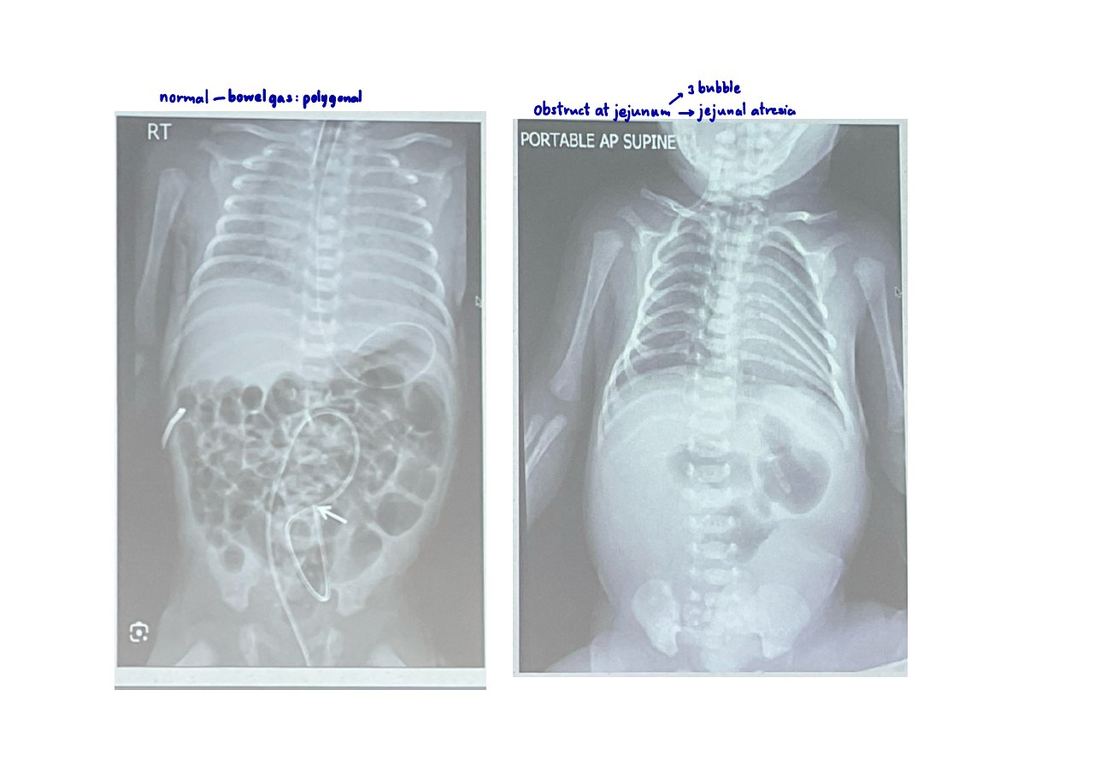 normal – bowel gas : polygonal
RT
3 bubble
Obstruct at jejunum → jejunal atresia
PORTABLE AP SUPINE